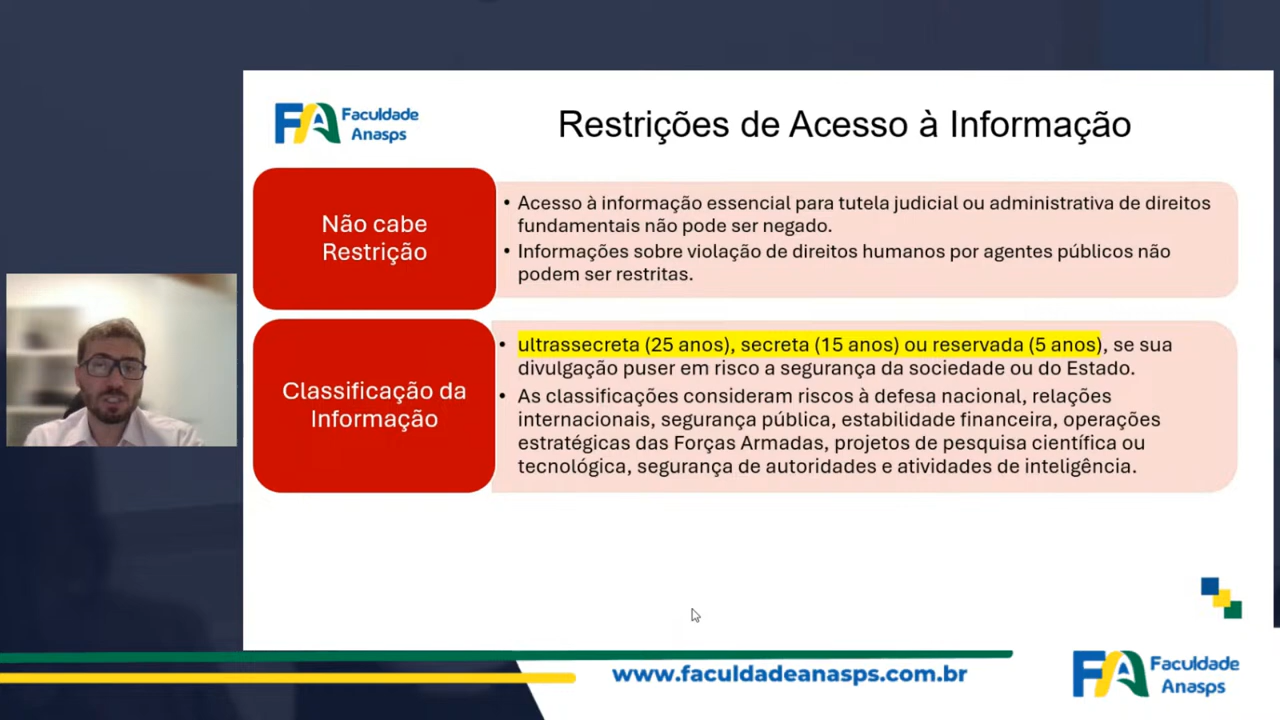 FA Faculdade
Anasps
Restrições de Acesso à Informação
Não cabe
Restrição
• Acesso à informação essencial para tutela judicial ou administrativa de direitos
fundamentais não pode ser negado.
• Informações sobre violação de direitos humanos por agentes públicos não
podem ser restritas.
Classificação da
Informação
• ultrassecreta (25 anos), secreta (15 anos) ou reservada (5 anos), se sua
divulgação puser em risco a segurança da sociedade ou do Estado.
• As classificações consideram riscos à defesa nacional, relações
internacionais, segurança pública, estabilidade financeira, operações
estratégicas das Forças Armadas, projetos de pesquisa científica ou
tecnológica, segurança de autoridades e atividades de inteligência.
www.faculdadeanasps.com.br
FA Faculdade
Anasps